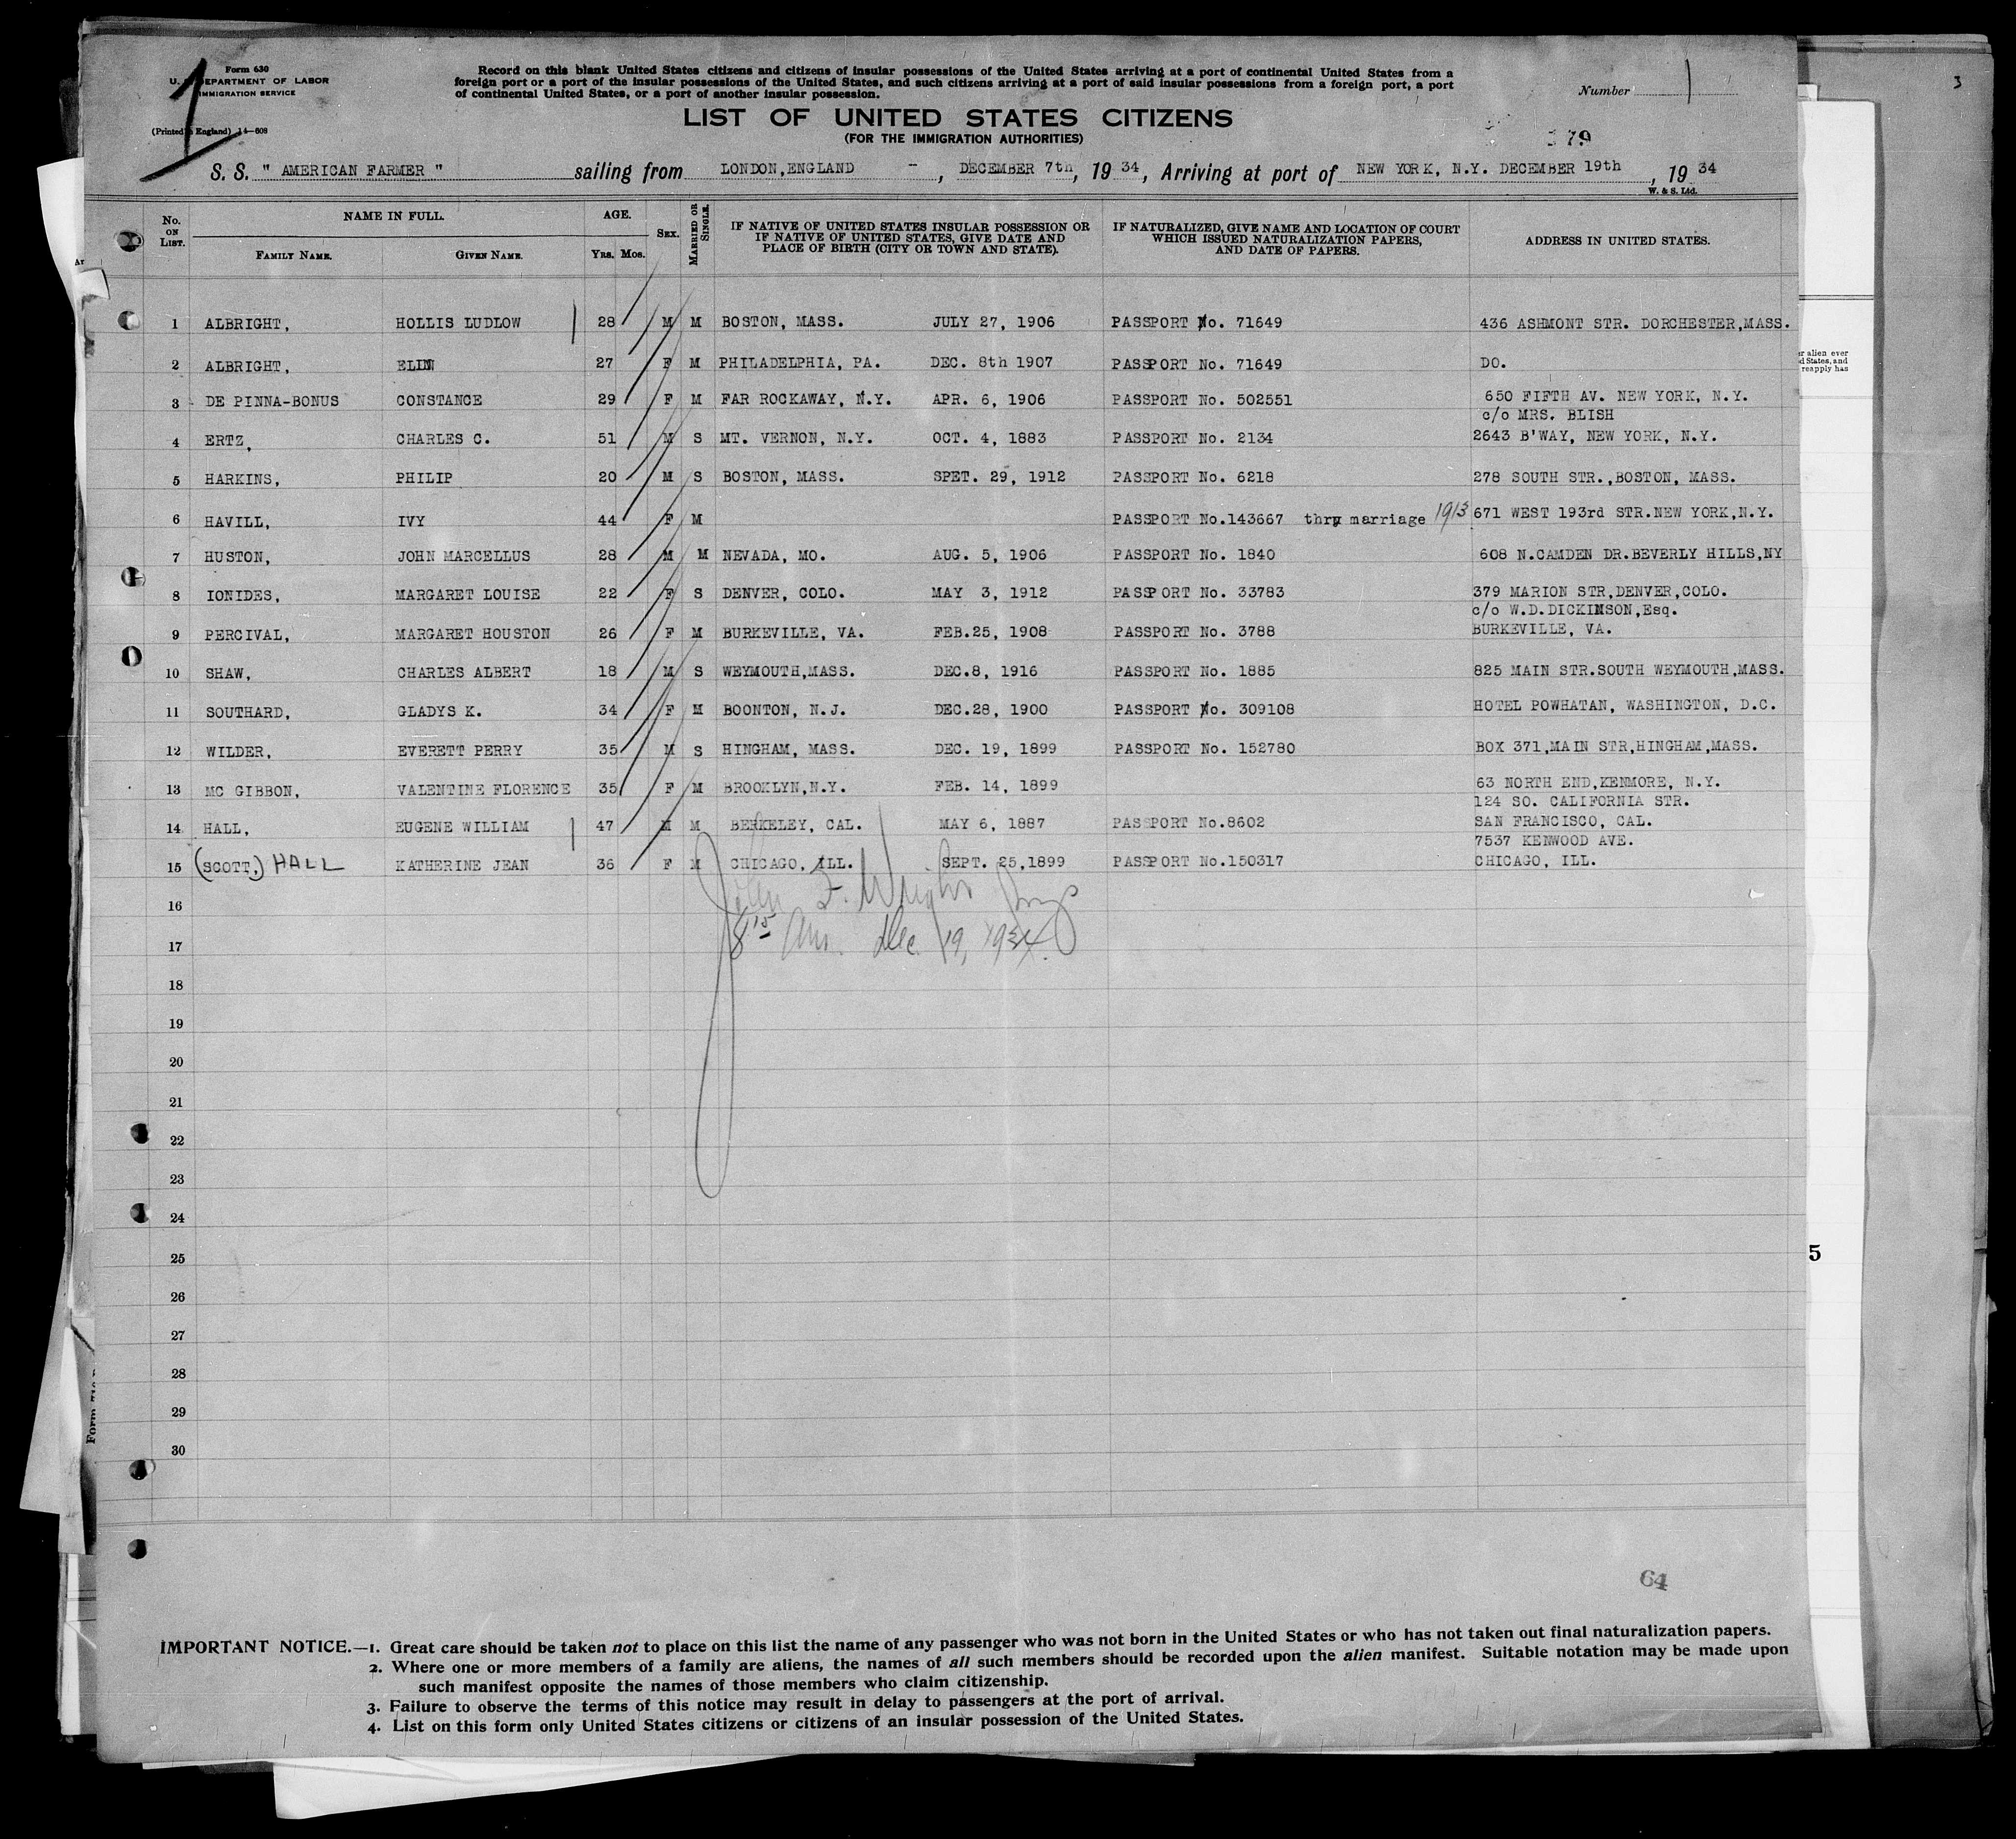 Form 630
U. S. DEPARTMENT OF LABOR
IMMIGRATION SERVICE
(Printed in England) 14—608
1
Record on this blank United States citizens and citizens of insular possessions of the United States arriving at a port of continental United States from a
foreign port or a port of the insular possessions of the United States, and such citizens arriving at a port of said insular possessions from a foreign port, a port
of continental United States, or a port of another insular possession.
Number 1
3
LIST OF UNITED STATES CITIZENS
(FOR THE IMMIGRATION AUTHORITIES)
379
S. S. " AMERICAN FARMER " sailing from LONDON,ENGLAND - , DECEMBER 7th, 19 34, Arriving at port of NEW YORK, N.Y. DECEMBER 19th , 19 34
W. & S. Ltd.
No. ON LIST. NAME IN FULL. FAMILY NAME. GIVEN NAME. AGE. YRS. MOS. SEX. MARRIED OR SINGLE. IF NATIVE OF UNITED STATES INSULAR POSSESSION OR IF NATIVE OF UNITED STATES, GIVE DATE AND PLACE OF BIRTH (CITY OR TOWN AND STATE). IF NATURALIZED, GIVE NAME AND LOCATION OF COURT WHICH ISSUED NATURALIZATION PAPERS, AND DATE OF PAPERS. ADDRESS IN UNITED STATES.
1 ALBRIGHT, HOLLIS LUDLOW 28 M M BOSTON, MASS. JULY 27, 1906 PASSPORT No. 71649 436 ASHMONT STR. DORCHESTER,MASS.
2 ALBRIGHT, ELIN 27 F M PHILADELPHIA, PA. DEC. 8th 1907 PASSPORT No. 71649 DO.
3 DE PINNA-BONUS CONSTANCE 29 F M FAR ROCKAWAY, N.Y. APR. 6, 1906 PASSPORT No. 502551 650 FIFTH AV. NEW YORK, N.Y.
c/o MRS. BLISH
4 ERTZ, CHARLES C. 51 M S MT. VERNON, N.Y. OCT. 4, 1883 PASSPORT No. 2134 2643 B'WAY, NEW YORK, N.Y.
5 HARKINS, PHILIP 20 M S BOSTON, MASS. SPET. 29, 1912 PASSPORT No. 6218 278 SOUTH STR.,BOSTON, MASS.
6 HAVILL, IVY 44 F M PASSPORT No.143667 thru marriage 1913 671 WEST 193rd STR.NEW YORK,N.Y.
7 HUSTON, JOHN MARCELLUS 28 M M NEVADA, MO. AUG. 5, 1906 PASSPORT No. 1840 608 N.CAMDEN DR.BEVERLY HILLS,NY
8 IONIDES, MARGARET LOUISE 22 F S DENVER, COLO. MAY 3, 1912 PASSPORT No. 33783 379 MARION STR,DENVER,COLO.
c/o W.D.DICKINSON,Esq.
9 PERCIVAL, MARGARET HOUSTON 26 F M BURKEVILLE, VA. FEB.25, 1908 PASSPORT No. 3788 BURKEVILLE, VA.
10 SHAW, CHARLES ALBERT 18 M S WEYMOUTH,MASS. DEC.8, 1916 PASSPORT No. 1885 825 MAIN STR.SOUTH WEYMOUTH,MASS.
11 SOUTHARD, GLADYS K. 34 F M BOONTON, N.J. DEC.28, 1900 PASSPORT No. 309108 HOTEL POWHATAN, WASHINGTON, D.C.
12 WILDER, EVERETT PERRY 35 M S HINGHAM, MASS. DEC. 19, 1899 PASSPORT No. 152780 BOX 371,MAIN STR,HINGHAM,MASS.
13 MC GIBBON, VALENTINE FLORENCE 35 F M BROOKLYN,N.Y. FEB. 14, 1899 63 NORTH END,KENMORE, N.Y.
124 SO. CALIFORNIA STR.
14 HALL, EUGENE WILLIAM 47 M M BERKELEY, CAL. MAY 6, 1887 PASSPORT No.8602 SAN FRANCISCO, CAL.
7537 KENWOOD AVE.
15 (SCOTT,) HALL KATHERINE JEAN 36 F M CHICAGO, ILL. SEPT. 25,1899 PASSPORT No.150317 CHICAGO, ILL.
16 John F. Wright Insp
17 8 15 Am. Dec. 19, 1934.
18
19
20
21
22
23
24
25
26
27
28
29
30
5
64
IMPORTANT NOTICE.—1. Great care should be taken not to place on this list the name of any passenger who was not born in the United States or who has not taken out final naturalization papers.
2. Where one or more members of a family are aliens, the names of all such members should be recorded upon the alien manifest. Suitable notation may be made upon
such manifest opposite the names of those members who claim citizenship.
3. Failure to observe the terms of this notice may result in delay to passengers at the port of arrival.
4. List on this form only United States citizens or citizens of an insular possession of the United States.